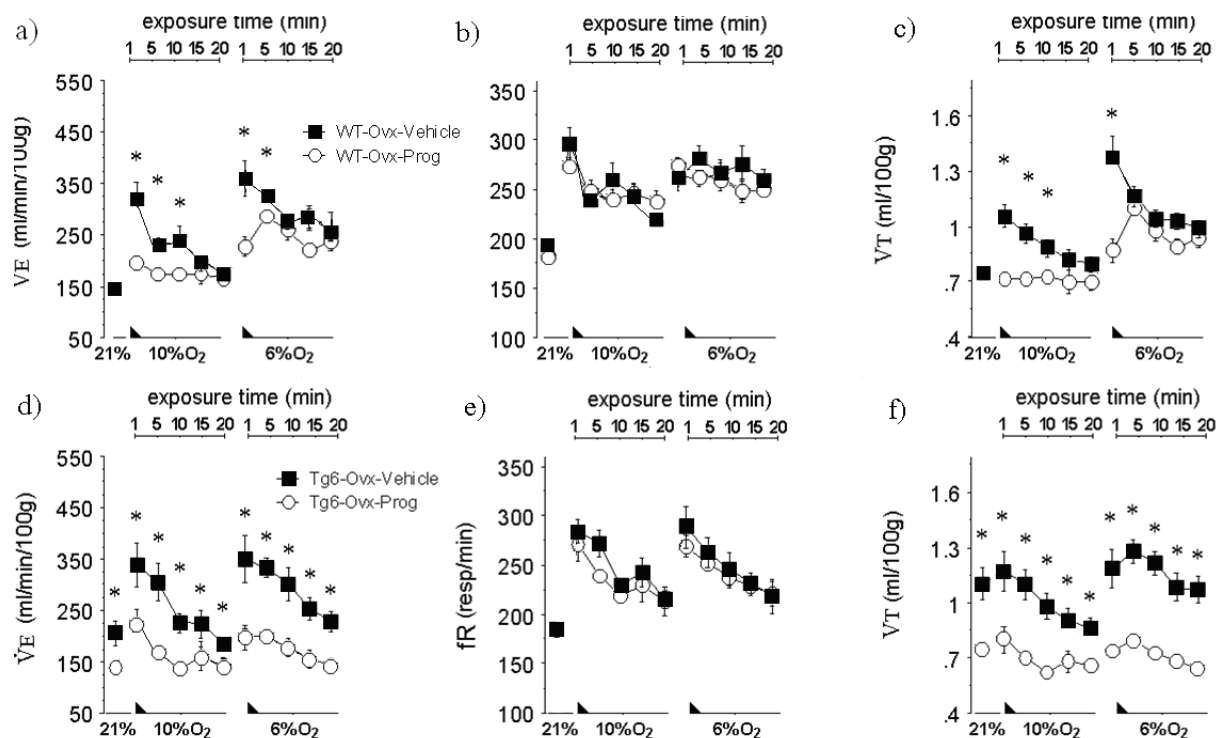 a)
exposure time (min)
1 5 10 15 20
VE (ml/min/100g)
550
450
350
250
150
50
* * *
* *
WT-Ovx-Vehicle
WT-Ovx-Prog
21% 10%O2 6%O2
b)
exposure time (min)
1 5 10 15 20
1 5 10 15 20
350
300
250
200
150
100
21% 10%O2 6%O2
c)
exposure time (min)
1 5 10 15 20
1 5 10 15 20
VT (ml/100g)
1.6
1.3
1
.7
.4
* * *
*
21% 10%O2 6%O2
d)
exposure time (min)
1 5 10 15 20
1 5 10 15 20
V̇E (ml/min/100g)
550
450
350
250
150
50
* * * * * *
* * * * *
Tg6-Ovx-Vehicle
Tg6-Ovx-Prog
21% 10%O2 6%O2
e)
exposure time (min)
1 5 10 15 20
1 5 10 15 20
fR (resp/min)
350
300
250
200
150
100
21% 10%O2 6%O2
f)
exposure time (min)
1 5 10 15 20
1 5 10 15 20
VT (ml/100g)
1.6
1.3
1
.7
.4
* * * * * *
* * * * *
21% 10%O2 6%O2